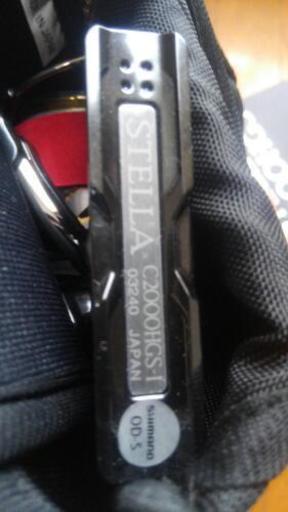 STELLA
C2000HGS-I
03240 JAPAN
SHIMANO
OD-S